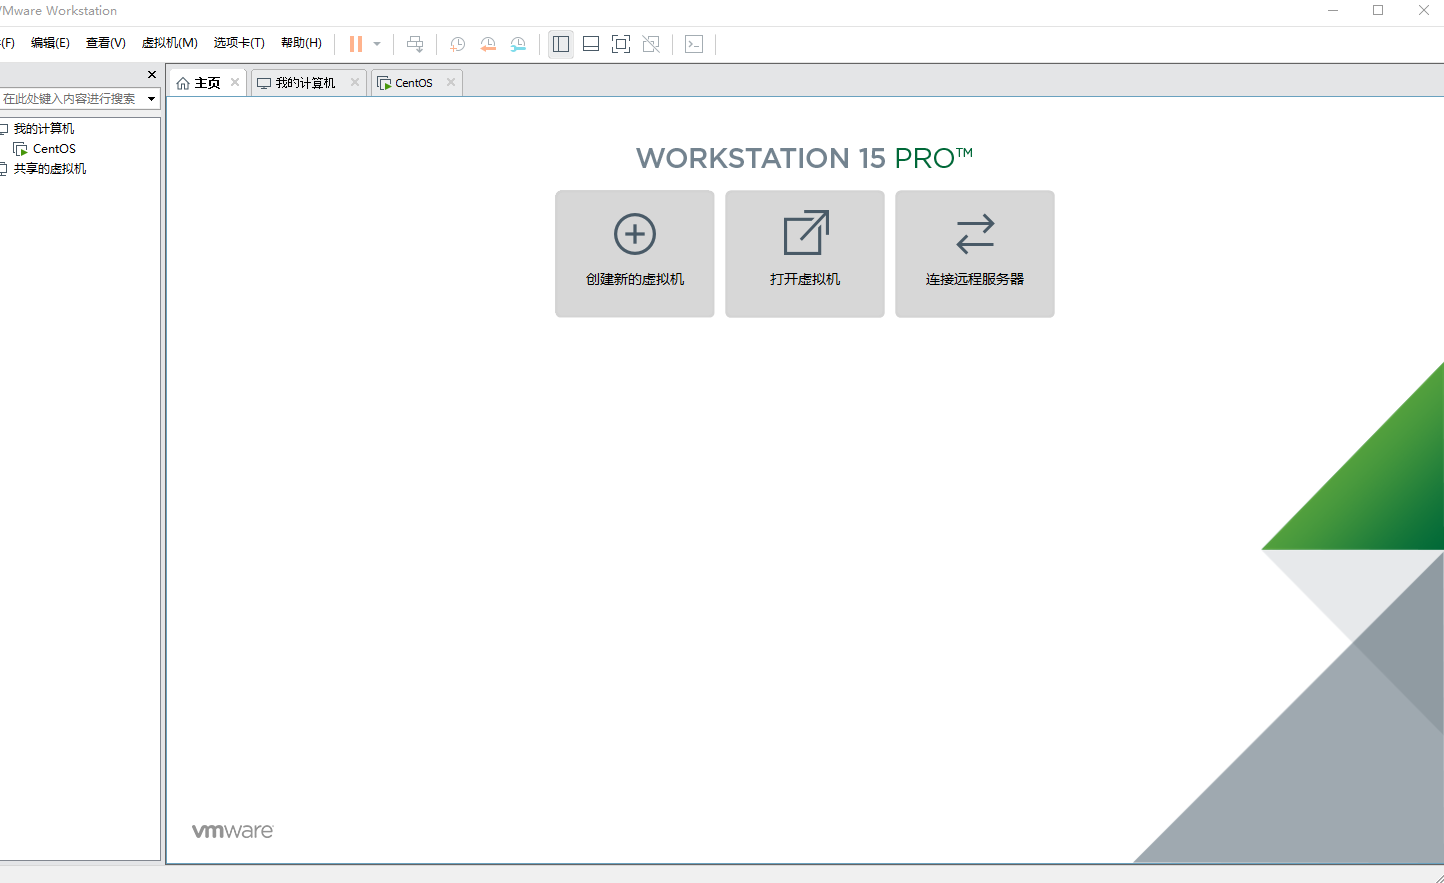 VMware Workstation
(F) 编辑(E) 查看(V) 虚拟机(M) 选项卡(T) 帮助(H)
主页 我的计算机 CentOS
在此处键入内容进行搜索
我的计算机
CentOS
共享的虚拟机
WORKSTATION 15 PRO™
创建新的虚拟机 打开虚拟机 连接远程服务器
vmware